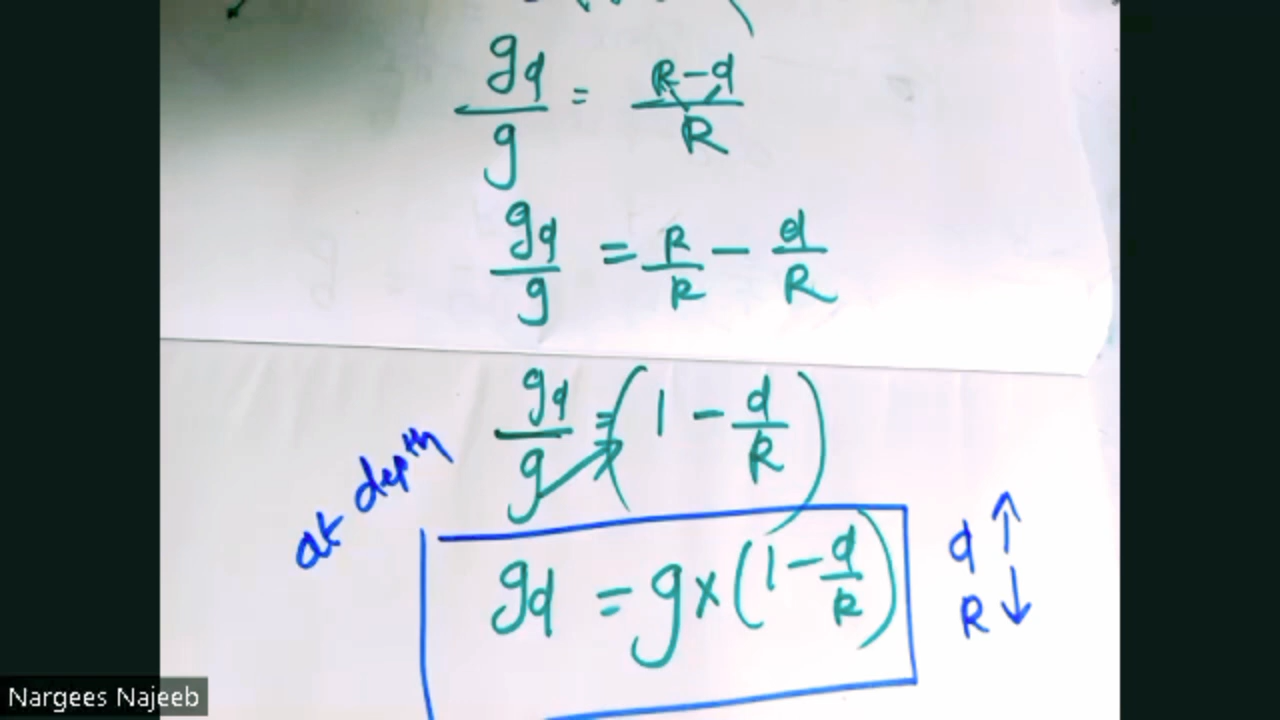 gd/g = R-d/R
gd/g = R/R - d/R
gd/g = (1 - d/R)
at depth
gd = g×(1-d/R)
d ↑
R ↓
Nargees Najeeb